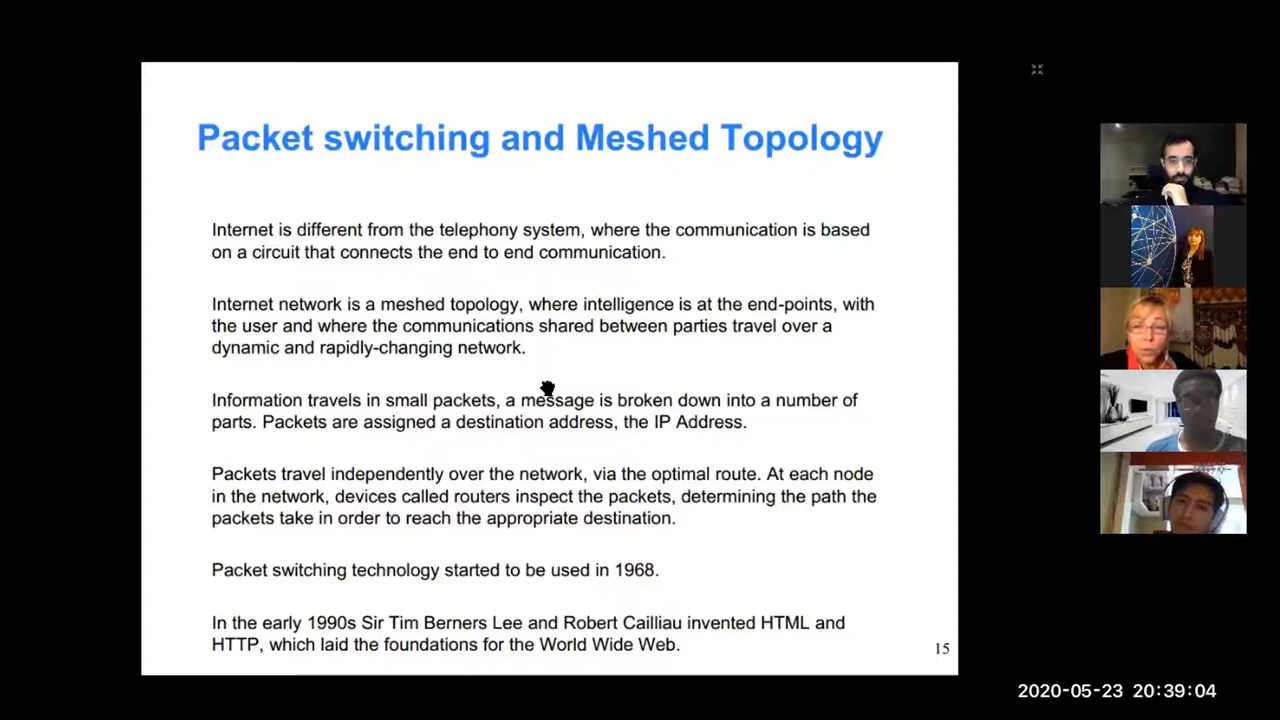 Packet switching and Meshed Topology
Internet is different from the telephony system, where the communication is based
on a circuit that connects the end to end communication.
Internet network is a meshed topology, where intelligence is at the end-points, with
the user and where the communications shared between parties travel over a
dynamic and rapidly-changing network.
Information travels in small packets, a message is broken down into a number of
parts. Packets are assigned a destination address, the IP Address.
Packets travel independently over the network, via the optimal route. At each node
in the network, devices called routers inspect the packets, determining the path the
packets take in order to reach the appropriate destination.
Packet switching technology started to be used in 1968.
In the early 1990s Sir Tim Berners Lee and Robert Cailliau invented HTML and
HTTP, which laid the foundations for the World Wide Web.
15
2020-05-23 20:39:04